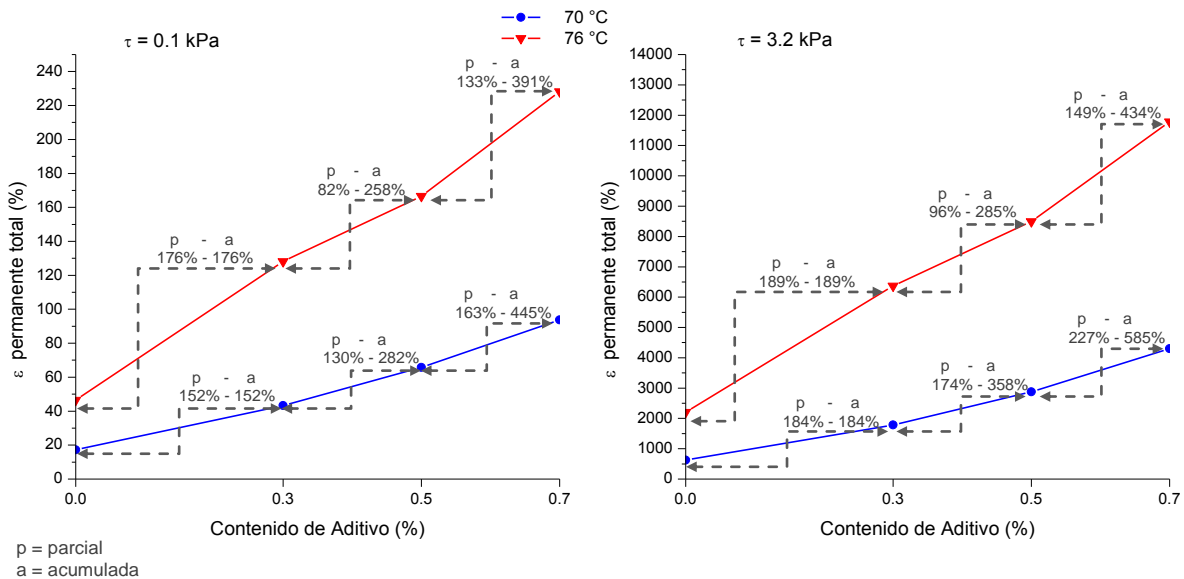 70 °C
76 °C
τ = 0.1 kPa
240
220
200
180
160
140
120
100
80
60
40
20
0
ε permanente total (%)
p - a
133% - 391%
p - a
82% - 258%
p - a
176% - 176%
p - a
163% - 445%
p - a
130% - 282%
p - a
152% - 152%
0.0
0.3
0.5
0.7
Contenido de Aditivo (%)
τ = 3.2 kPa
14000
13000
12000
11000
10000
9000
8000
7000
6000
5000
4000
3000
2000
1000
0
ε permanente total (%)
p a
149% - 434%
p a
96% - 285%
p a
189% - 189%
p a
227% - 585%
p a
174% - 358%
p a
184% - 184%
0.0
0.3
0.5
0.7
Contenido de Aditivo (%)
p = parcial
a = acumulada